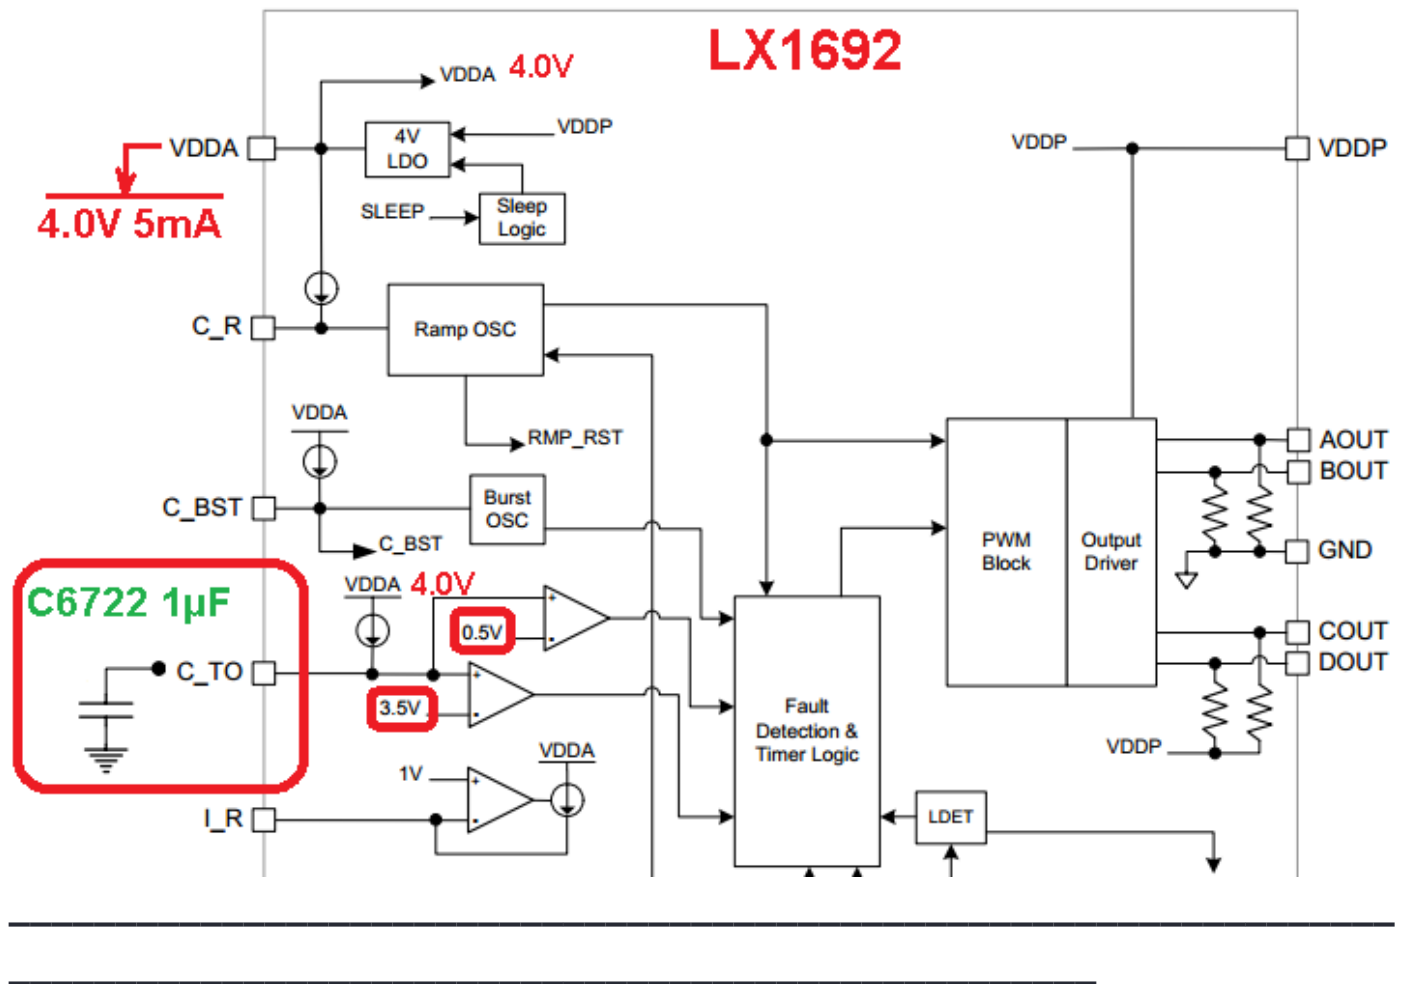 LX1692
VDDA 4.0V
VDDA
4V
LDO
VDDP
VDDP
VDDP
4.0V 5mA
SLEEP
Sleep
Logic
C_R
Ramp OSC
VDDA
RMP_RST
C_BST
Burst
OSC
C_BST
AOUT
BOUT
PWM
Block
Output
Driver
GND
C6722 1µF
VDDA 4.0V
+
0.5V
-
C_TO
+
3.5V
-
COUT
DOUT
Fault
Detection &
Timer Logic
VDDP
VDDA
1V
+
-
I_R
LDET